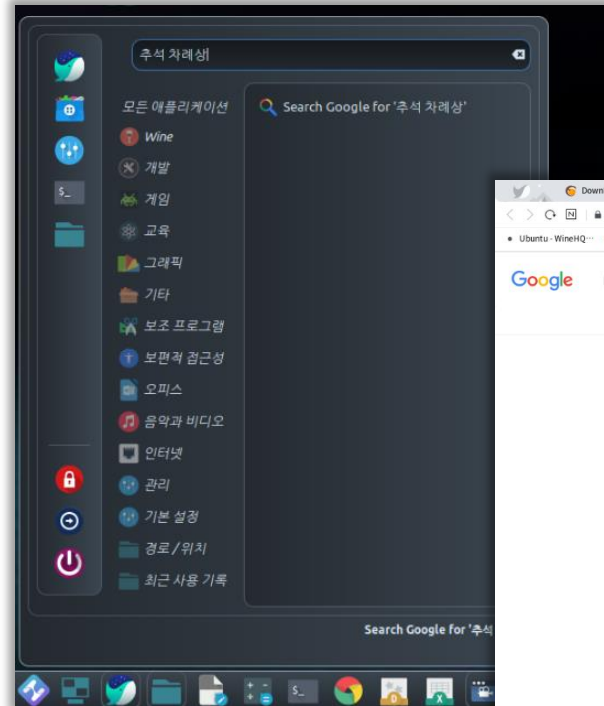 추석 차례상
모든 애플리케이션
Search Google for '추석 차례상'
Wine
개발
게임
교육
그래픽
기타
보조 프로그램
보편적 접근성
오피스
음악과 비디오
인터넷
관리
기본 설정
경로 / 위치
최근 사용 기록
Search Google for '추석
$_
$_
Down
N
Ubuntu - WineHQ…
Google